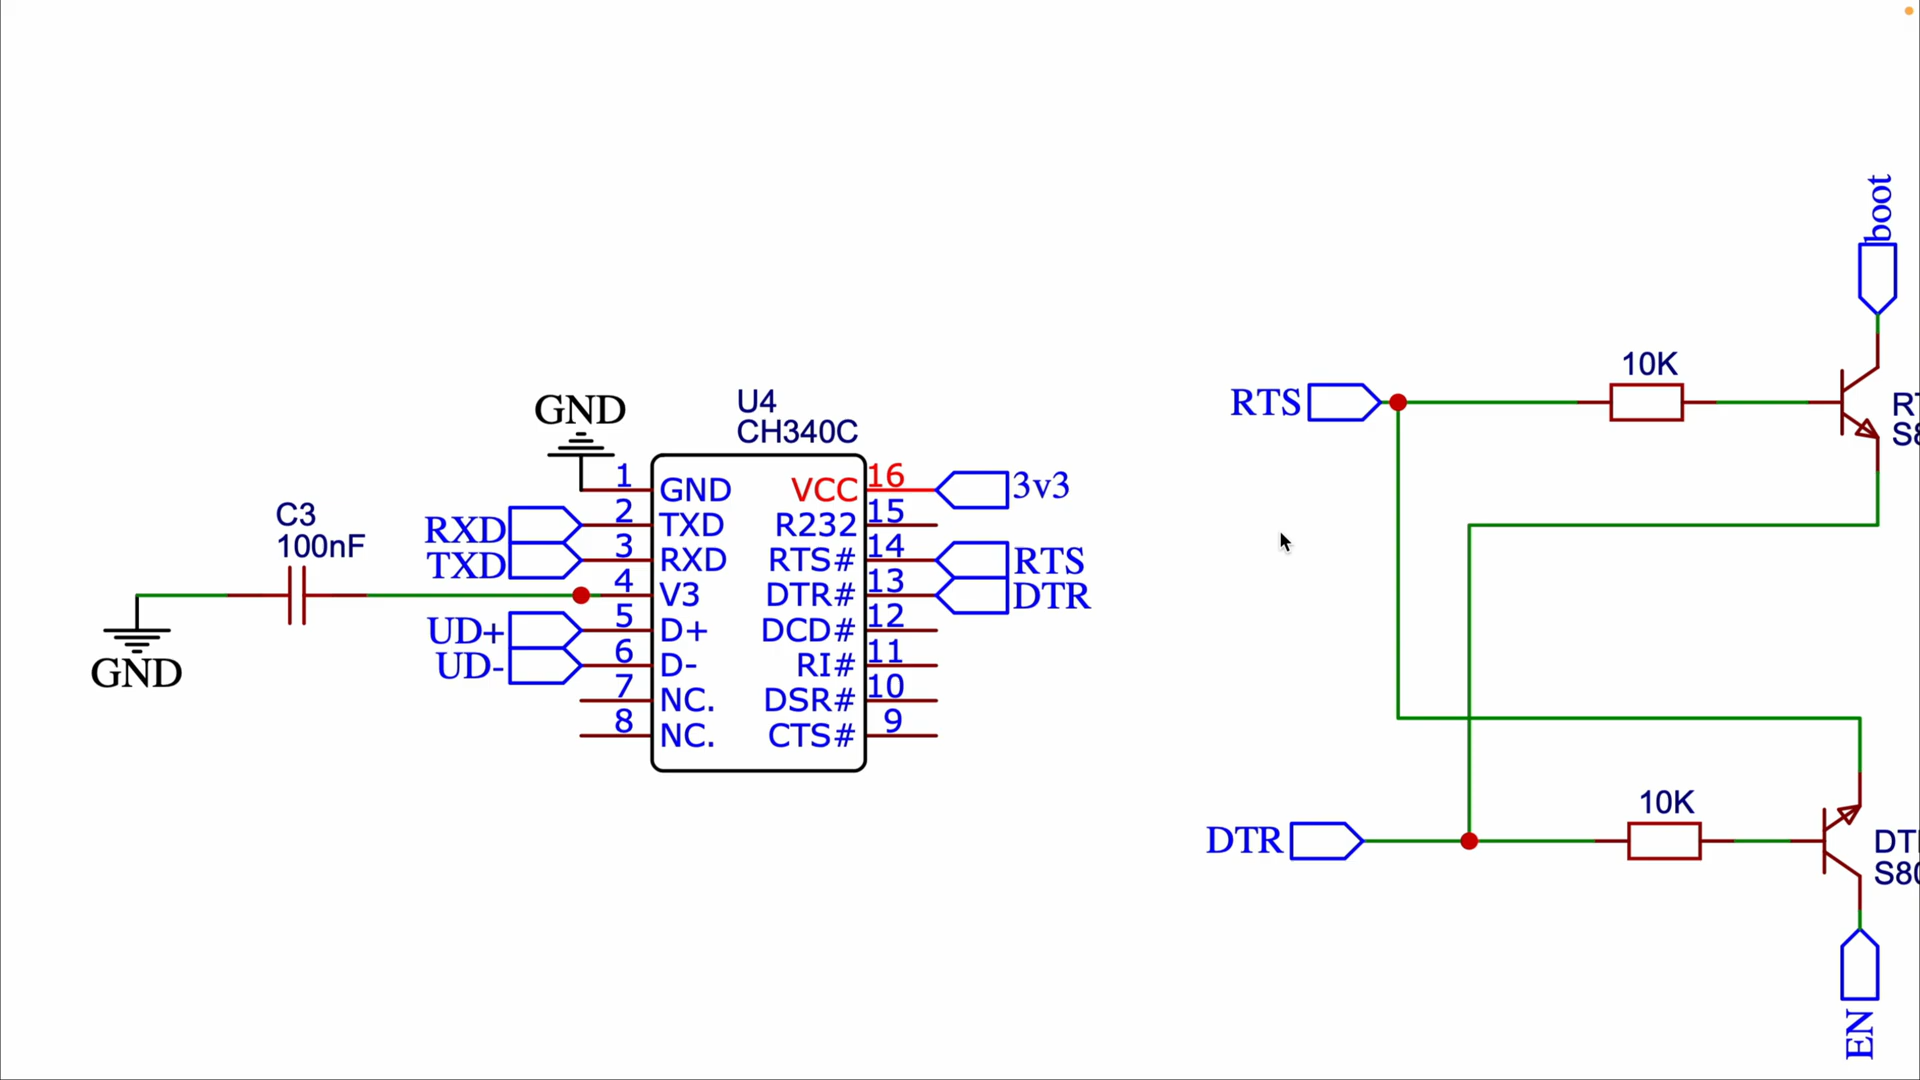 boot
10K
RTS
GND
U4
CH340C
1 GND VCC 16 3v3
RXD 2 TXD R232 15
TXD 3 RXD RTS# 14 RTS
4 V3 DTR# 13 DTR
UD+ 5 D+ DCD# 12
UD- 6 D- RI# 11
7 NC. DSR# 10
8 NC. CTS# 9
C3
100nF
GND
10K
DTR
EN